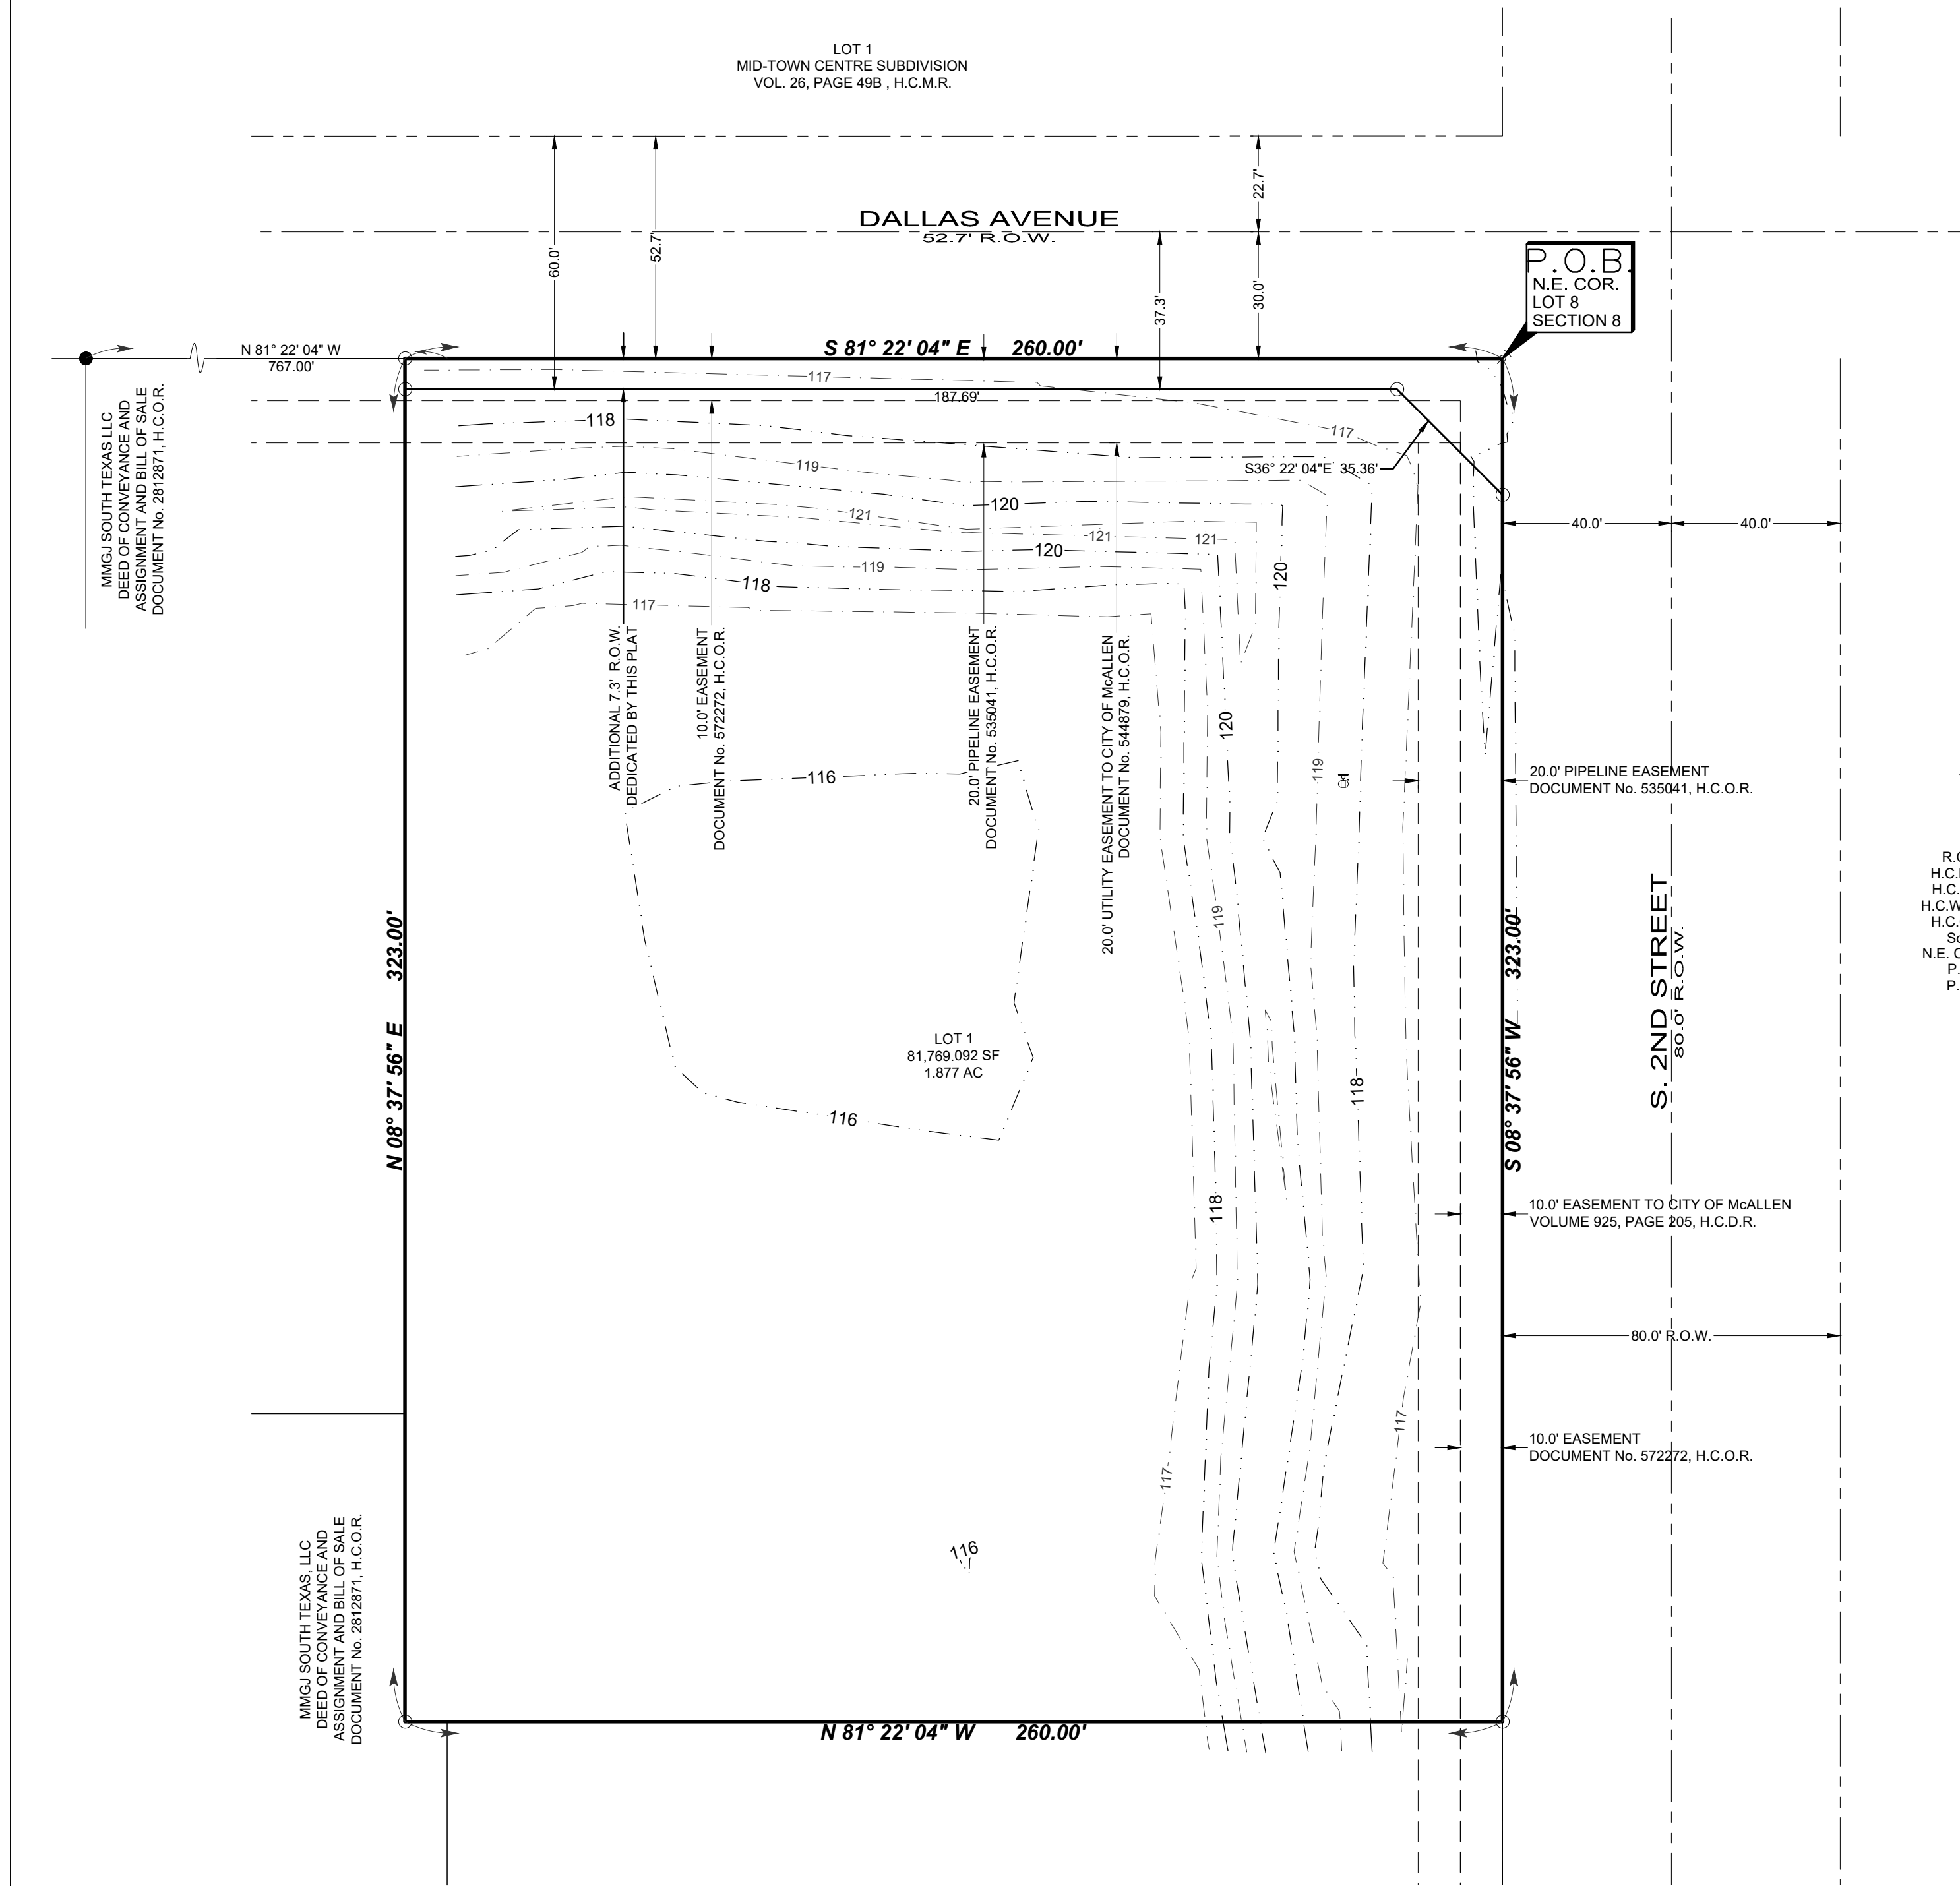 LOT 1
MID-TOWN CENTRE SUBDIVISION
VOL. 26, PAGE 49B , H.C.M.R.
22.7'
DALLAS AVENUE
52.7' R.O.W.
60.0'
52.7'
37.3'
30.0'
P.O.B.
N.E. COR.
LOT 8
SECTION 8
N 81° 22' 04" W
767.00'
S 81° 22' 04" E 260.00'
MMGJ SOUTH TEXAS LLC
DEED OF CONVEYANCE AND
ASSIGNMENT AND BILL OF SALE
DOCUMENT No. 2812871, H.C.O.R.
117
187.69'
118
117
119
S36° 22' 04"E 35.36'
120
121
121
121
120
119
120
118
117
40.0'
40.0'
ADDITIONAL 7.3' R.O.W.
DEDICATED BY THIS PLAT
10.0' EASEMENT
DOCUMENT No. 572272, H.C.O.R.
20.0' PIPELINE EASEMENT
DOCUMENT No. 535041, H.C.O.R.
20.0' UTILITY EASEMENT TO CITY OF McALLEN
DOCUMENT No. 544879, H.C.O.R.
120
119
116
20.0' PIPELINE EASEMENT
DOCUMENT No. 535041, H.C.O.R.
N 08° 37' 56" E 323.00'
119
S 08° 37' 56" W 323.00'
S. 2ND STREET
80.0' R.O.W.
R.
H.C.
H.C.
H.C.W
H.C.
N.E.
P.
P.
LOT 1
81,769.092 SF
1.877 AC
118
116
118
10.0' EASEMENT TO CITY OF McALLEN
VOLUME 925, PAGE 205, H.C.D.R.
80.0' R.O.W.
117
10.0' EASEMENT
DOCUMENT No. 572272, H.C.O.R.
117
116
MMGJ SOUTH TEXAS, LLC
DEED OF CONVEYANCE AND
ASSIGNMENT AND BILL OF SALE
DOCUMENT No. 2812871, H.C.O.R.
N 81° 22' 04" W 260.00'